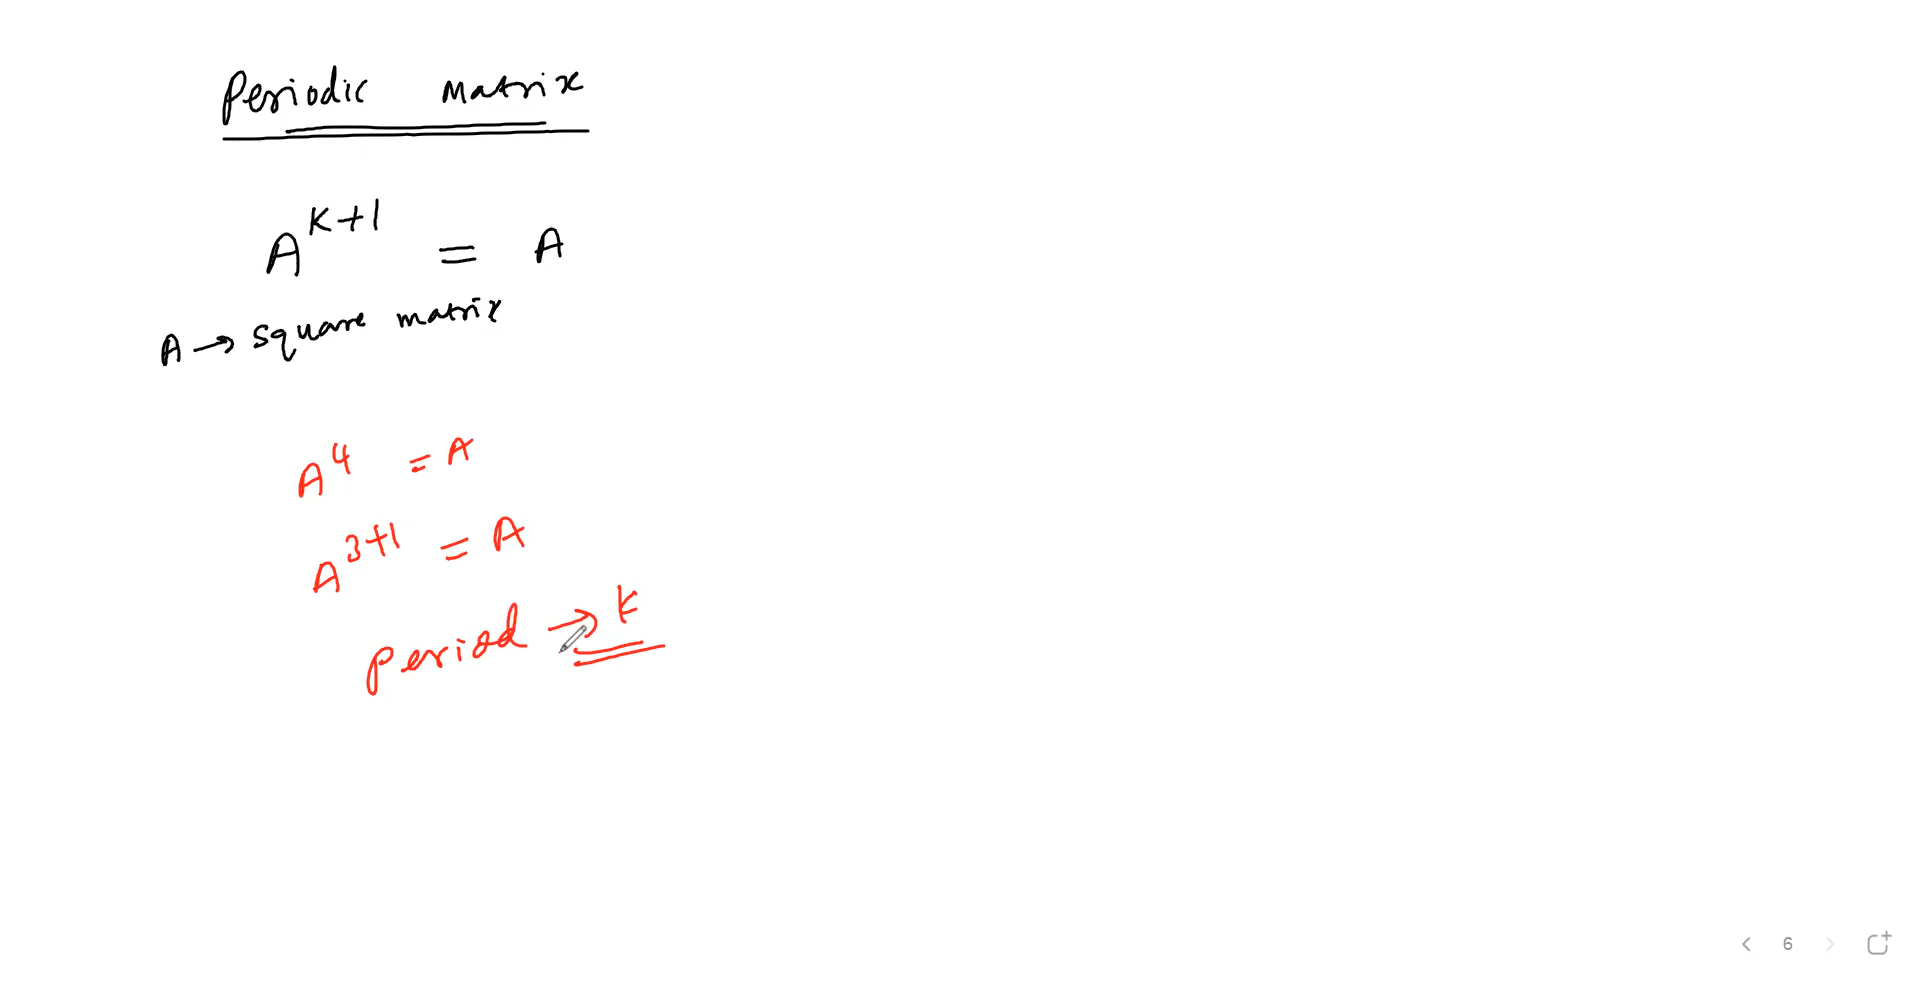 Periodic Matrix
A^{K+1} = A
A → square matrix
A^4 = A
A^{3+1} = A
period → k
6